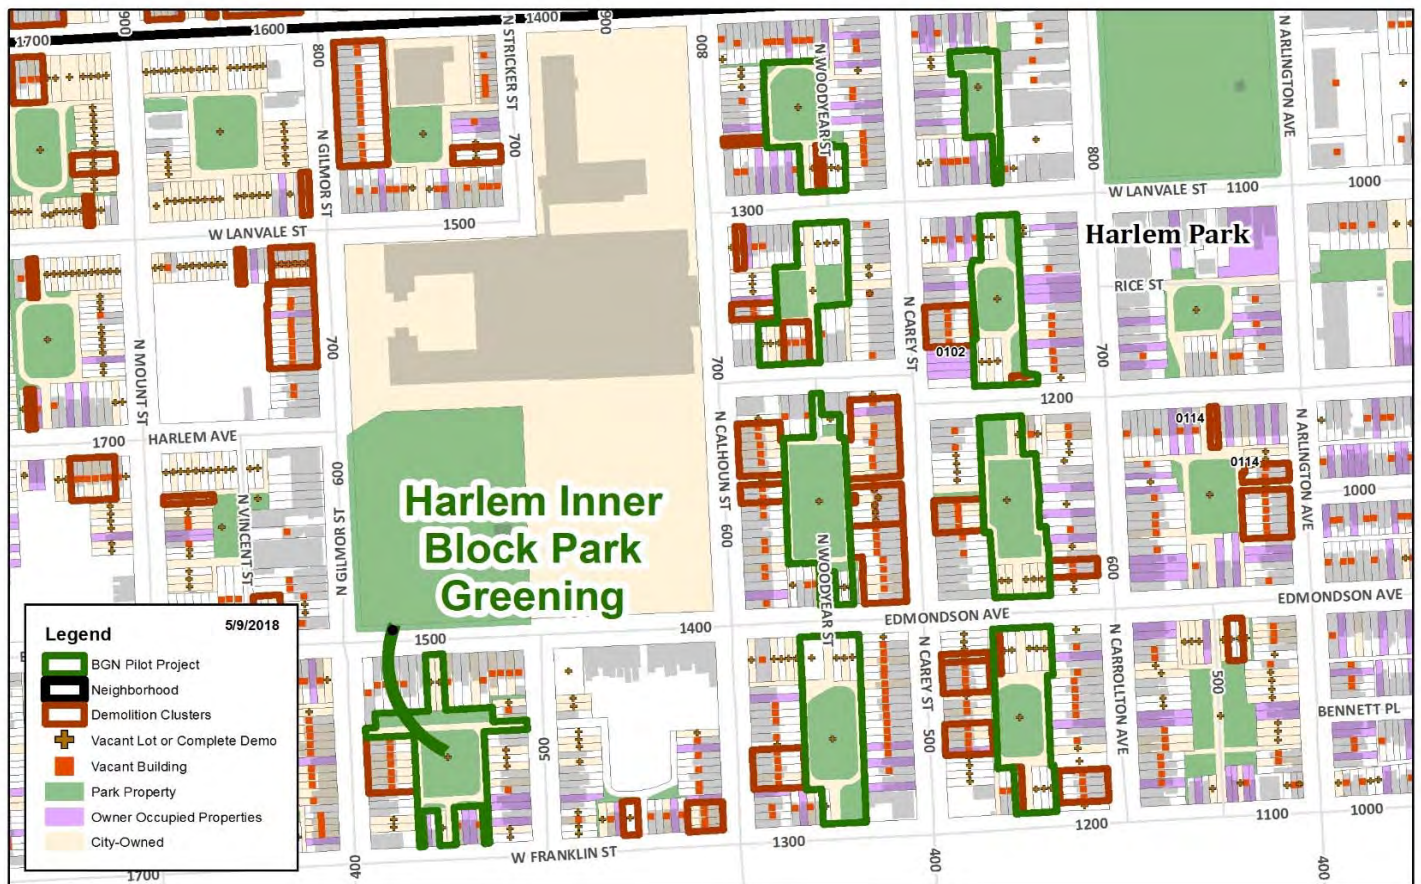 1700
900
1600
800
N STRICKER ST
1400
900
800
N WOODYEAR ST
N ARLINGTON AVE
N GILMOR ST
700
800
W LANVALE ST
1100
1000
W LANVALE ST
1500
1300
Harlem Park
RICE ST
N MOUNT ST
700
700
N CAREY ST
0102
700
1200
1700
HARLEM AVE
600
N VINCENT ST
N GILMOR ST
N CALHOUN ST
600
N WOODYEAR ST
0114
0114
N ARLINGTON AVE
1000
600
Harlem Inner
Block Park
Greening
1500
1400
EDMONDSON AVE
EDMONDSON AVE
Legend
5/9/2018
BGN Pilot Project
Neighborhood
Demolition Clusters
Vacant Lot or Complete Demo
Vacant Building
Park Property
Owner Occupied Properties
City-Owned
500
N CAREY ST
500
N CARROLLTON AVE
500
BENNETT PL
1700
400
W FRANKLIN ST
1300
400
1200
1100
1000
400